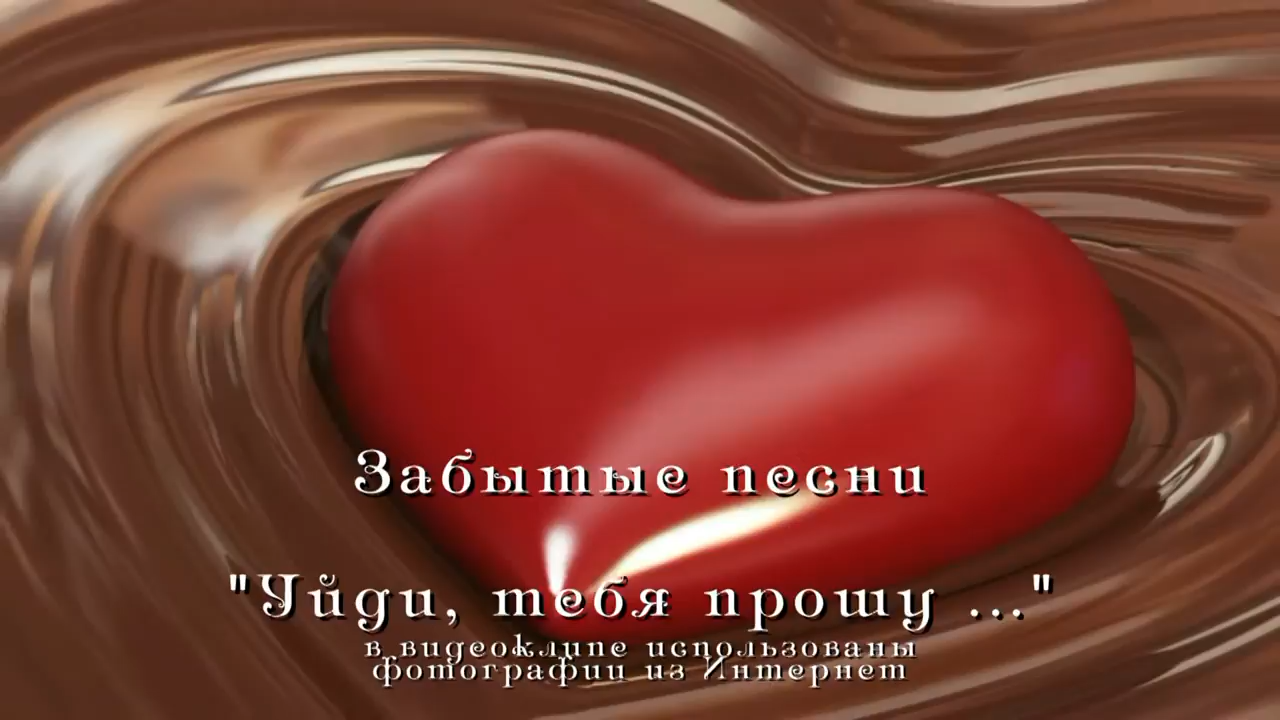 Забытые песни
"Уйди, тебя прошу ..."
в видеоклипе использованы
фотографии из Интернет